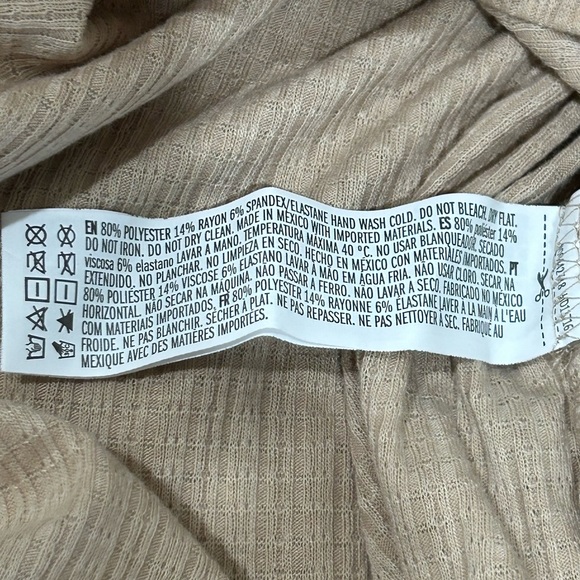 EN 80% POLYESTER 14% RAYON 6% SPANDEX/ELASTANE HAND WASH COLD. DO NOT BLEACH. DRY FLAT.
DO NOT IRON. DO NOT DRY CLEAN. MADE IN MEXICO WITH IMPORTED MATERIALS. ES 80% poliéster 14%
viscosa 6% elastano LAVAR A MANO, TEMPERATURA MÁXIMA 40 °C. NO USAR BLANQUEADOR. SECADO
EXTENDIDO. NO PLANCHAR. NO LIMPIEZA EN SECO. HECHO EN MÉXICO CON MATERIALES IMPORTADOS. PT
80% POLIÉSTER 14% VISCOSE 6% ELASTANO LAVAR À MÃO EM ÁGUA FRIA. NÃO USAR CLORO. SECAR NA
HORIZONTAL. NÃO SECAR NA MAQUINA. NÃO PASSAR À FERRO. NÃO LAVAR À SECO. FABRICADO NO MÉXICO
COM MATERIAIS IMPORTADOS. FR 80% POLYESTER 14% RAYONNE 6% ÉLASTANE LAVER À LA MAIN À L'EAU
FROIDE. NE PAS BLANCHIR. SÉCHER À PLAT. NE PAS REPASSER. NE PAS NETTOYER À SEC. FABRIQUÉ AU
MEXIQUE AVEC DES MATIÈRES IMPORTÉES.